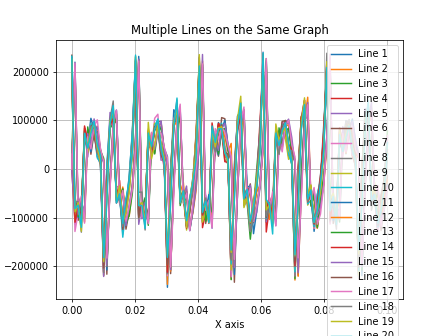 Multiple Lines on the Same Graph
200000
100000
0
−100000
−200000
0.00
0.02
0.04
0.06
X axis
Line 1
Line 2
Line 3
Line 4
Line 5
Line 6
Line 7
Line 8
Line 9
Line 10
Line 11
Line 12
Line 13
Line 14
Line 15
Line 16
Line 17
Line 18
Line 19
Line 20